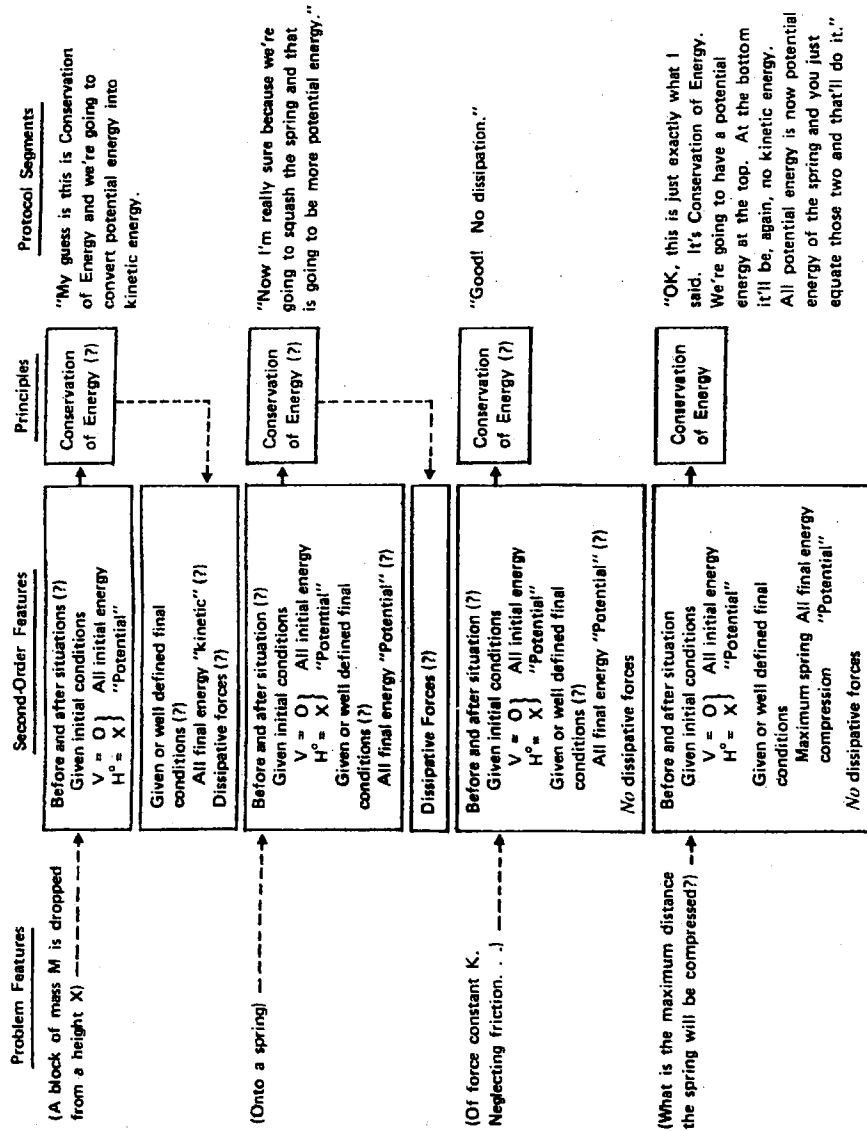 Problem Features
Second-Order Features
Principles
Protocol Segments
(A block of mass M is dropped
from a height X)
Before and after situations (?)
Given initial conditions
V = O } All initial energy
H° = X } "Potential"
Conservation
of Energy (?)
"My guess is this is Conservation
of Energy and we're going to
convert potential energy into
kinetic energy.
Given or well defined final
conditions (?)
All final energy "kinetic" (?)
Dissipative forces (?)
(Onto a spring)
Before and after situation (?)
Given initial conditions
V = O } All initial energy
H° = X } "Potential"
Given or well defined final
conditions (?)
All final energy "Potential" (?)
Conservation
of Energy (?)
"Now I'm really sure because we're
going to squash the spring and that
is going to be more potential energy."
Dissipative Forces (?)
(Of force constant K.
Neglecting friction. . .)
Before and after situation (?)
Given initial conditions
V = O } All initial energy
H° = X } "Potential"
Given or well defined final
conditions (?)
All final energy "Potential" (?)
No dissipative forces
Conservation
of Energy (?)
"Good! No dissipation."
(What is the maximum distance
the spring will be compressed?)
Before and after situation
Given initial conditions
V = O } All initial energy
H° = X } "Potential"
Given or well defined final
conditions
Maximum spring All final energy
compression "Potential"
No dissipative forces
Conservation
of Energy
"OK, this is just exactly what I
said. It's Conservation of Energy.
We're going to have a potential
energy at the top. At the bottom
it'll be, again, no kinetic energy.
All potential energy is now potential
energy of the spring and you just
equate those two and that'll do it."